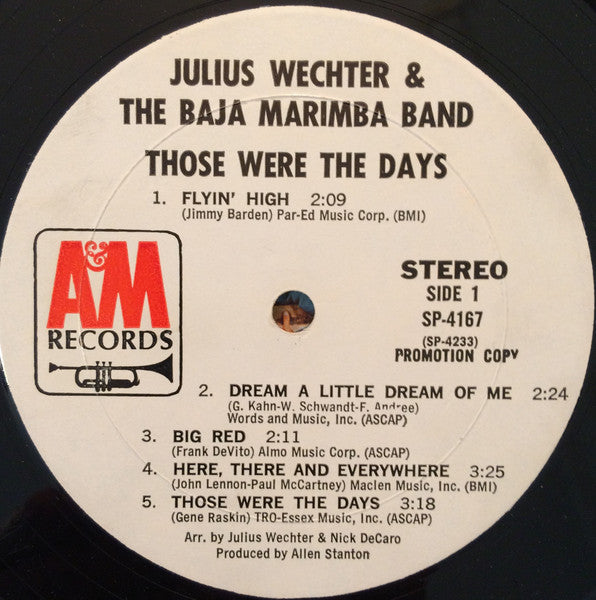 JULIUS WECHTER &
THE BAJA MARIMBA BAND
THOSE WERE THE DAYS
1. FLYIN' HIGH 2:09
(Jimmy Barden) Par-Ed Music Corp. (BMI)
A&M
RECORDS
STEREO
SIDE 1
SP-4167
(SP-4233)
PROMOTION COPY
2. DREAM A LITTLE DREAM OF ME 2:24
(G. Kahn-W. Schwandt-F. Andree)
Words and Music, Inc. (ASCAP)
3. BIG RED 2:11
(Frank DeVito) Almo Music Corp. (ASCAP)
4. HERE, THERE AND EVERYWHERE 3:25
(John Lennon-Paul McCartney) Maclen Music, Inc. (BMI)
5. THOSE WERE THE DAYS 3:18
(Gene Raskin) TRO-Essex Music, Inc. (ASCAP)
Arr. by Julius Wechter & Nick DeCaro
Produced by Allen Stanton